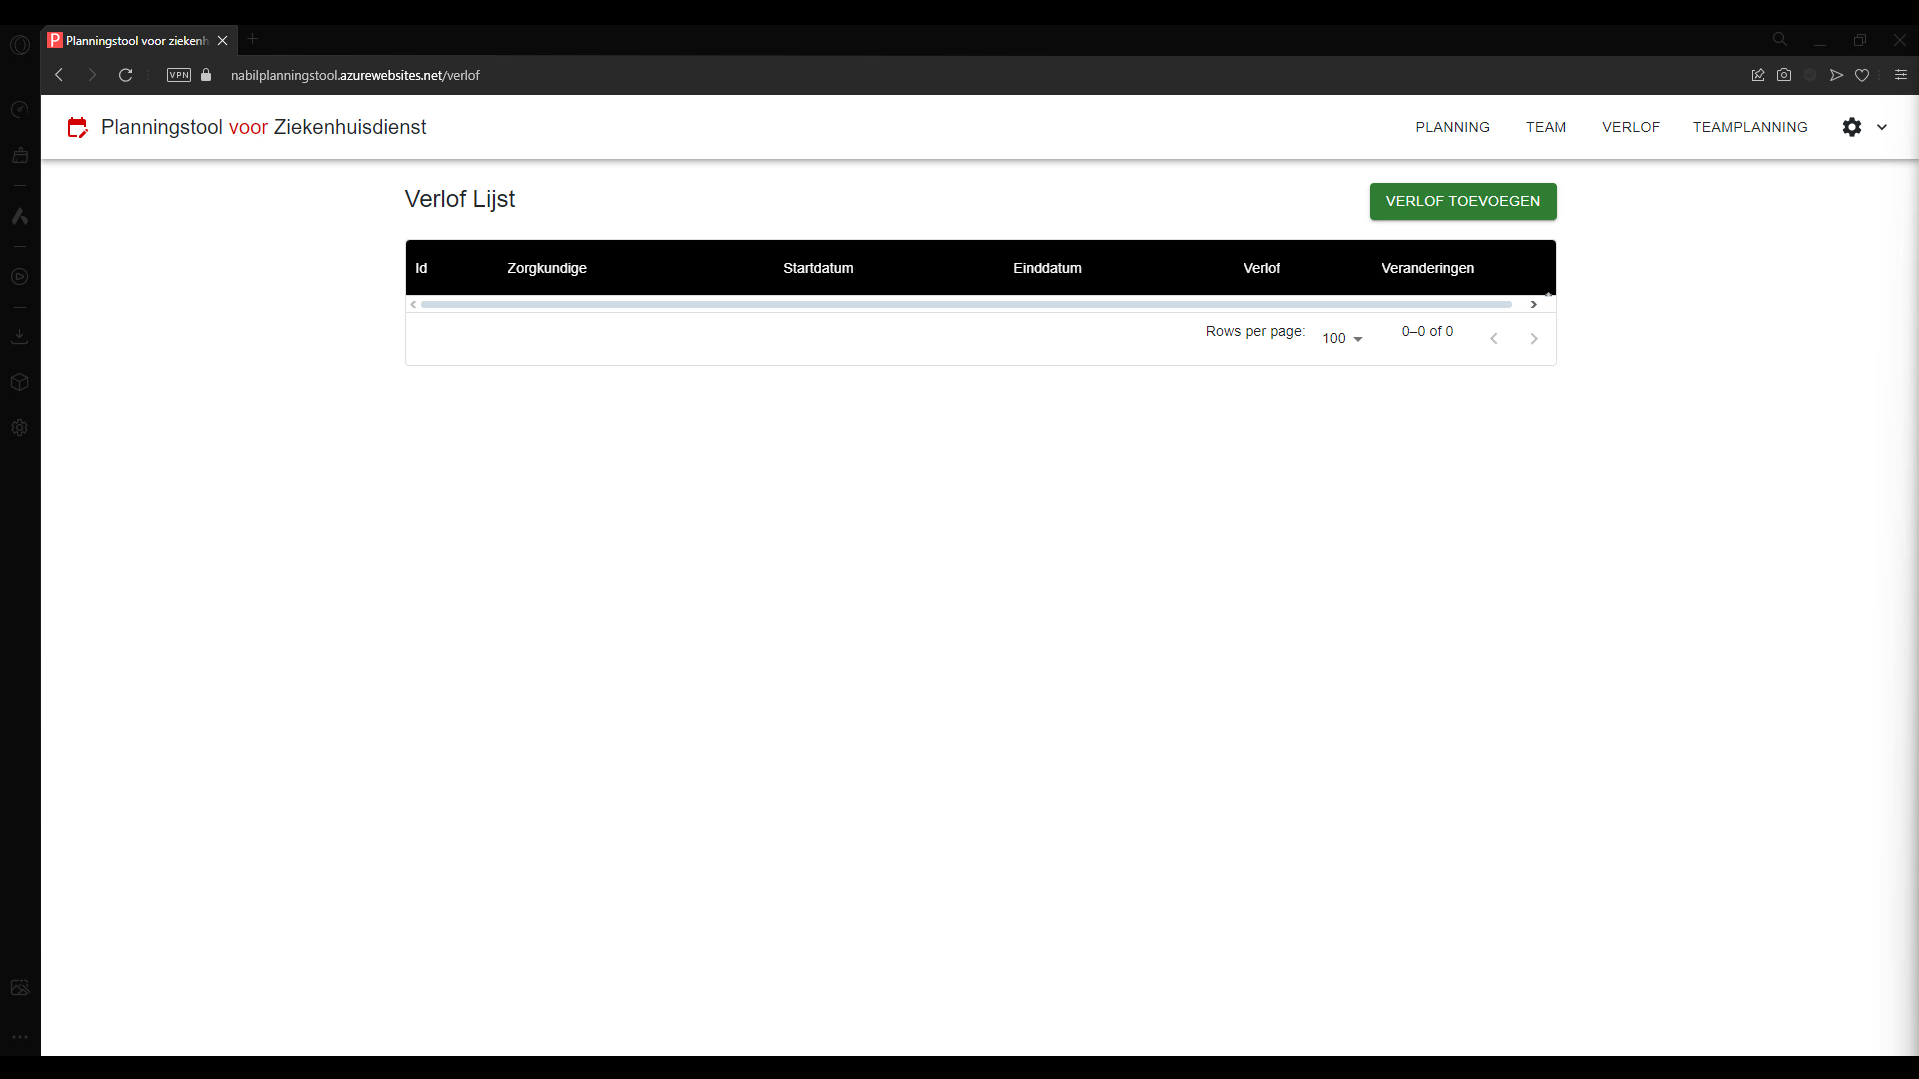 Planningstool voor ziekenh
VPN
nabilplanningstool.azurewebsites.net/verlof
Planningstool voor Ziekenhuisdienst
PLANNING TEAM VERLOF TEAMPLANNING
Verlof Lijst
VERLOF TOEVOEGEN
Id Zorgkundige Startdatum Einddatum Verlof Veranderingen
Rows per page: 100 0–0 of 0